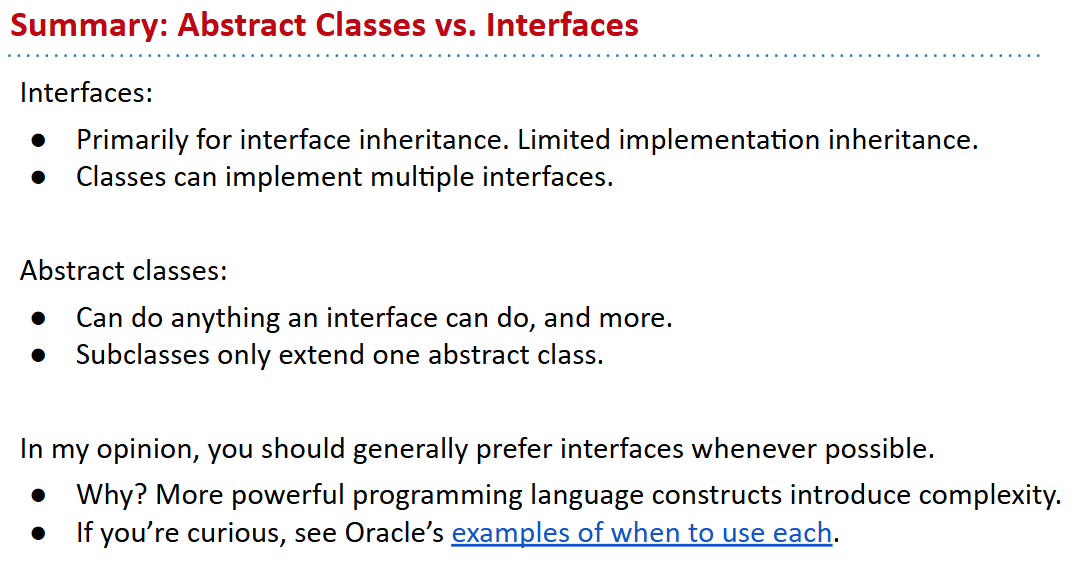 Summary: Abstract Classes vs. Interfaces
Interfaces:
● Primarily for interface inheritance. Limited implementation inheritance.
● Classes can implement multiple interfaces.
Abstract classes:
● Can do anything an interface can do, and more.
● Subclasses only extend one abstract class.
In my opinion, you should generally prefer interfaces whenever possible.
● Why? More powerful programming language constructs introduce complexity.
● If you’re curious, see Oracle’s examples of when to use each.